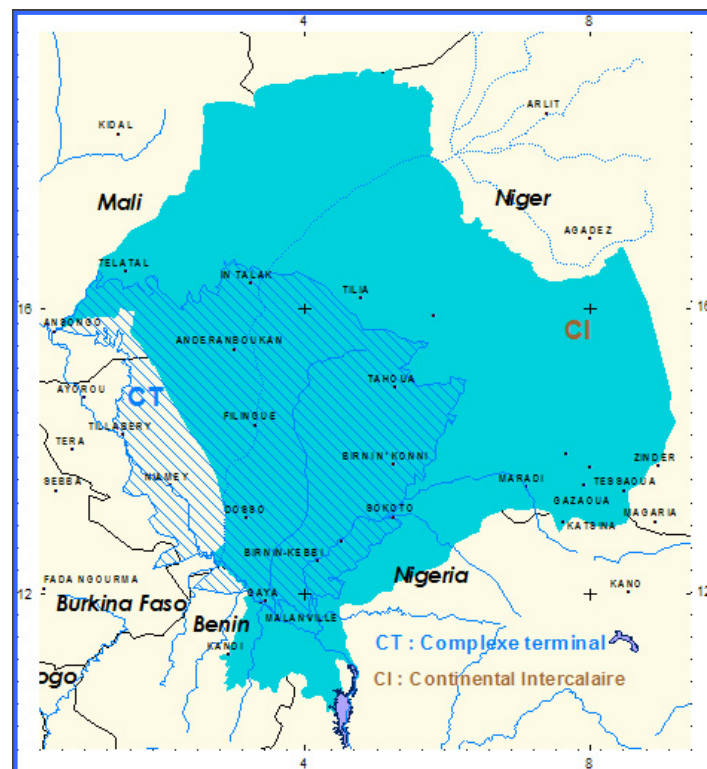 4 8
ARLIT
KIDAL
Mali
Niger
AGADEZ
TELATAL
IN TALAK
TILIA
16 16
ANSONGO
CI
ANDERANBOUKAN
TAHOUA
AYOROU
CT
FILINGUE
TILLABERY
TERA
BIRNIN'KONNI
ZINDER
SEBBA
NIAMEY
MARADI
TESSAOUA
GAZAOUA
DOSSO
SOKOTO
MAGARIA
KATSINA
BIRNIN-KEBBI
Nigeria
FADA NGOURMA
12 12
KANO
GAYA
Burkina Faso
Benin
MALANVILLE
KANDI
CT : Complexe terminal
ogo
CI : Continental Intercalaire
4 8